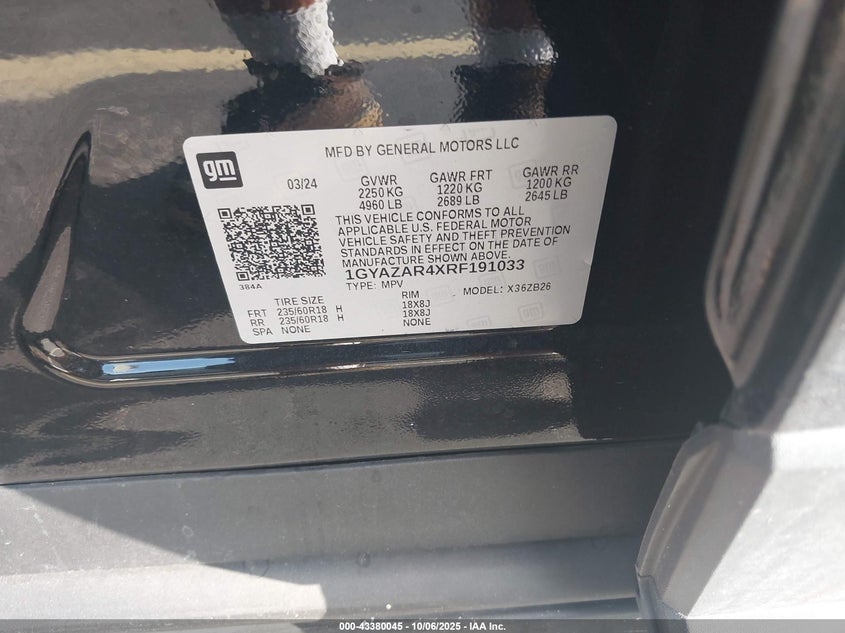 gm
MFD BY GENERAL MOTORS LLC
03/24 GVWR GAWR FRT GAWR RR
2250 KG 1220 KG 1200 KG
4960 LB 2689 LB 2645 LB
THIS VEHICLE CONFORMS TO ALL
APPLICABLE U.S. FEDERAL MOTOR
VEHICLE SAFETY AND THEFT PREVENTION
STANDARDS IN EFFECT ON THE DATE OF
MANUFACTURE SHOWN ABOVE.
384A
1GYAZAR4XRF191033
TYPE: MPV MODEL: X36ZB26
TIRE SIZE RIM
FRT 235/60R18 H 18X8J
RR 235/60R18 H 18X8J
SPA NONE NONE
000-43380045 - 10/06/2025 - IAA Inc.